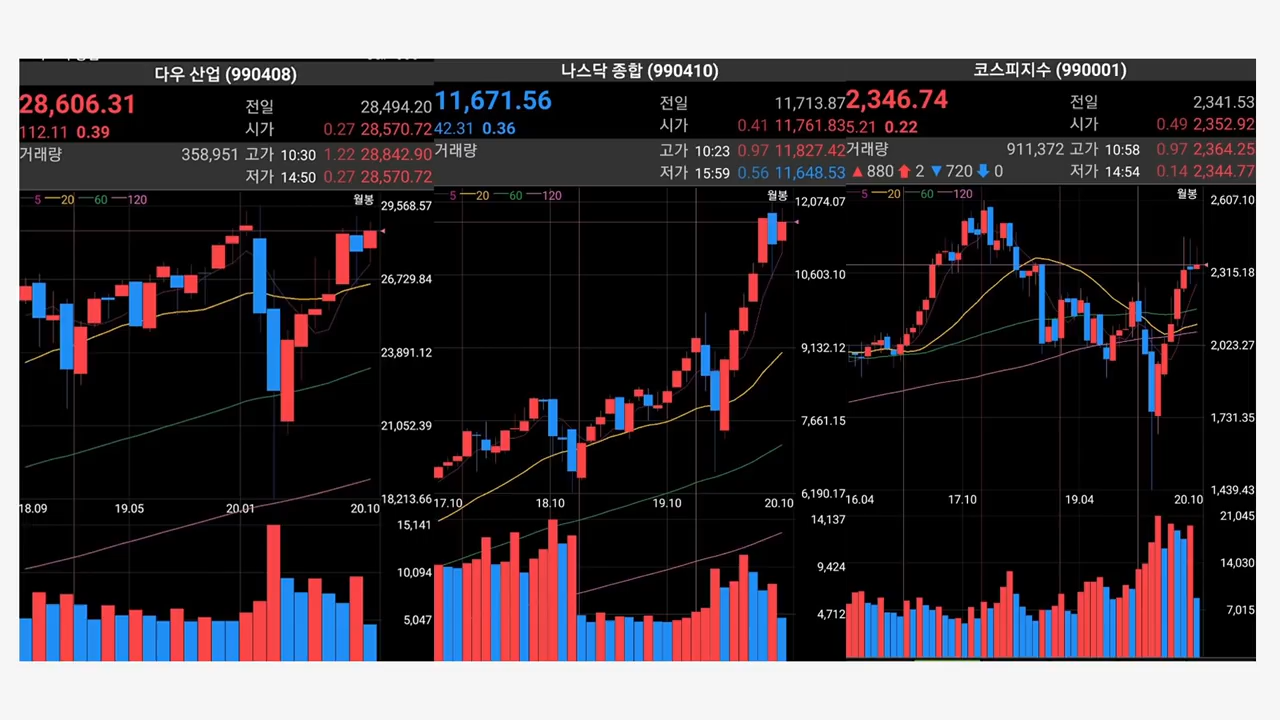 다우 산업 (990408)
28,606.31
전일 28,494.20
112.11 0.39
시가 0.27 28,570.72
거래량 358,951 고가 10:30 1.22 28,842.90
저가 14:50 0.27 28,570.72
5 20 60 120 월봉
29,568.57
26,729.84
23,891.12
21,052.39
18,213.66
18.09 19.05 20.01 20.10
15,141
10,094
5,047
나스닥 종합 (990410)
11,671.56
전일 11,713.87
42.31 0.36
시가 0.41 11,761.83
거래량 고가 10:23 0.97 11,827.42
저가 15:59 0.56 11,648.53
5 20 60 120 월봉
12,074.07
10,603.10
9,132.12
7,661.15
6,190.17
17.10 18.10 19.10 20.10
14,137
9,424
4,712
코스피지수 (990001)
2,346.74
전일 2,341.53
5.21 0.22
시가 0.49 2,352.92
거래량 911,372 고가 10:58 0.97 2,364.25
▲880 2 ▼720 0 저가 14:54 0.14 2,344.77
5 20 60 120 월봉
2,607.10
2,315.18
2,023.27
1,731.35
1,439.43
16.04 17.10 19.04 20.10
21,045
14,030
7,015